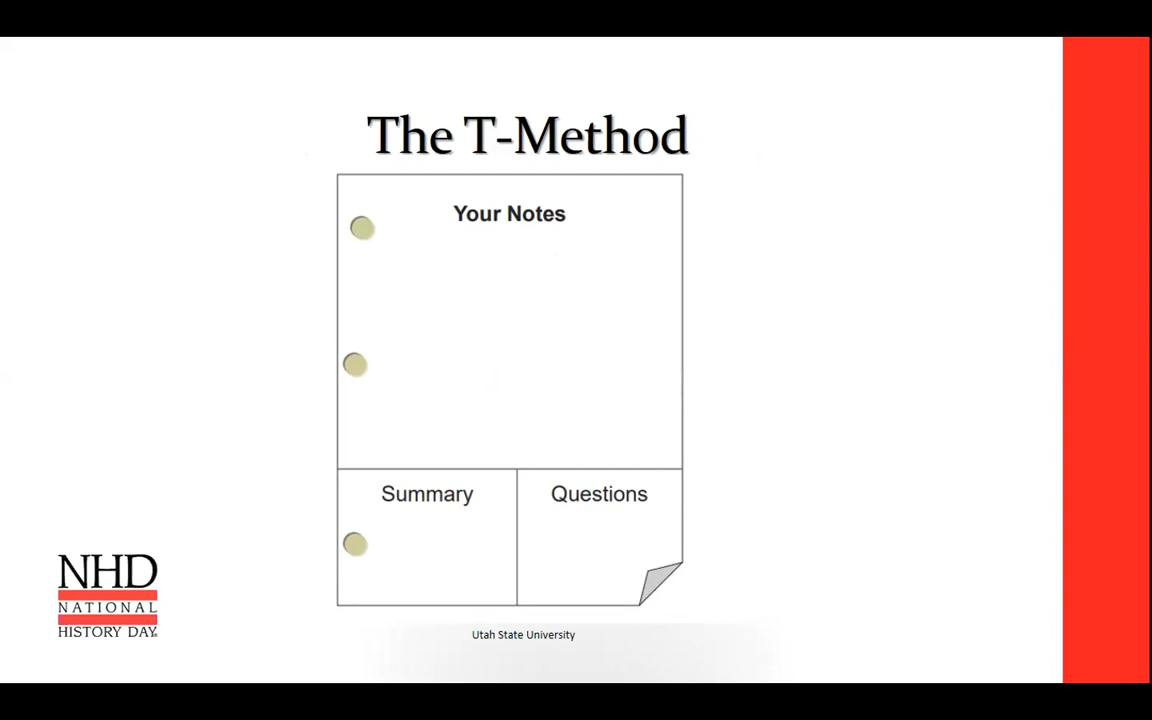 The T-Method
Your Notes
Summary
Questions
NHD
NATIONAL
HISTORY DAY®
Utah State University